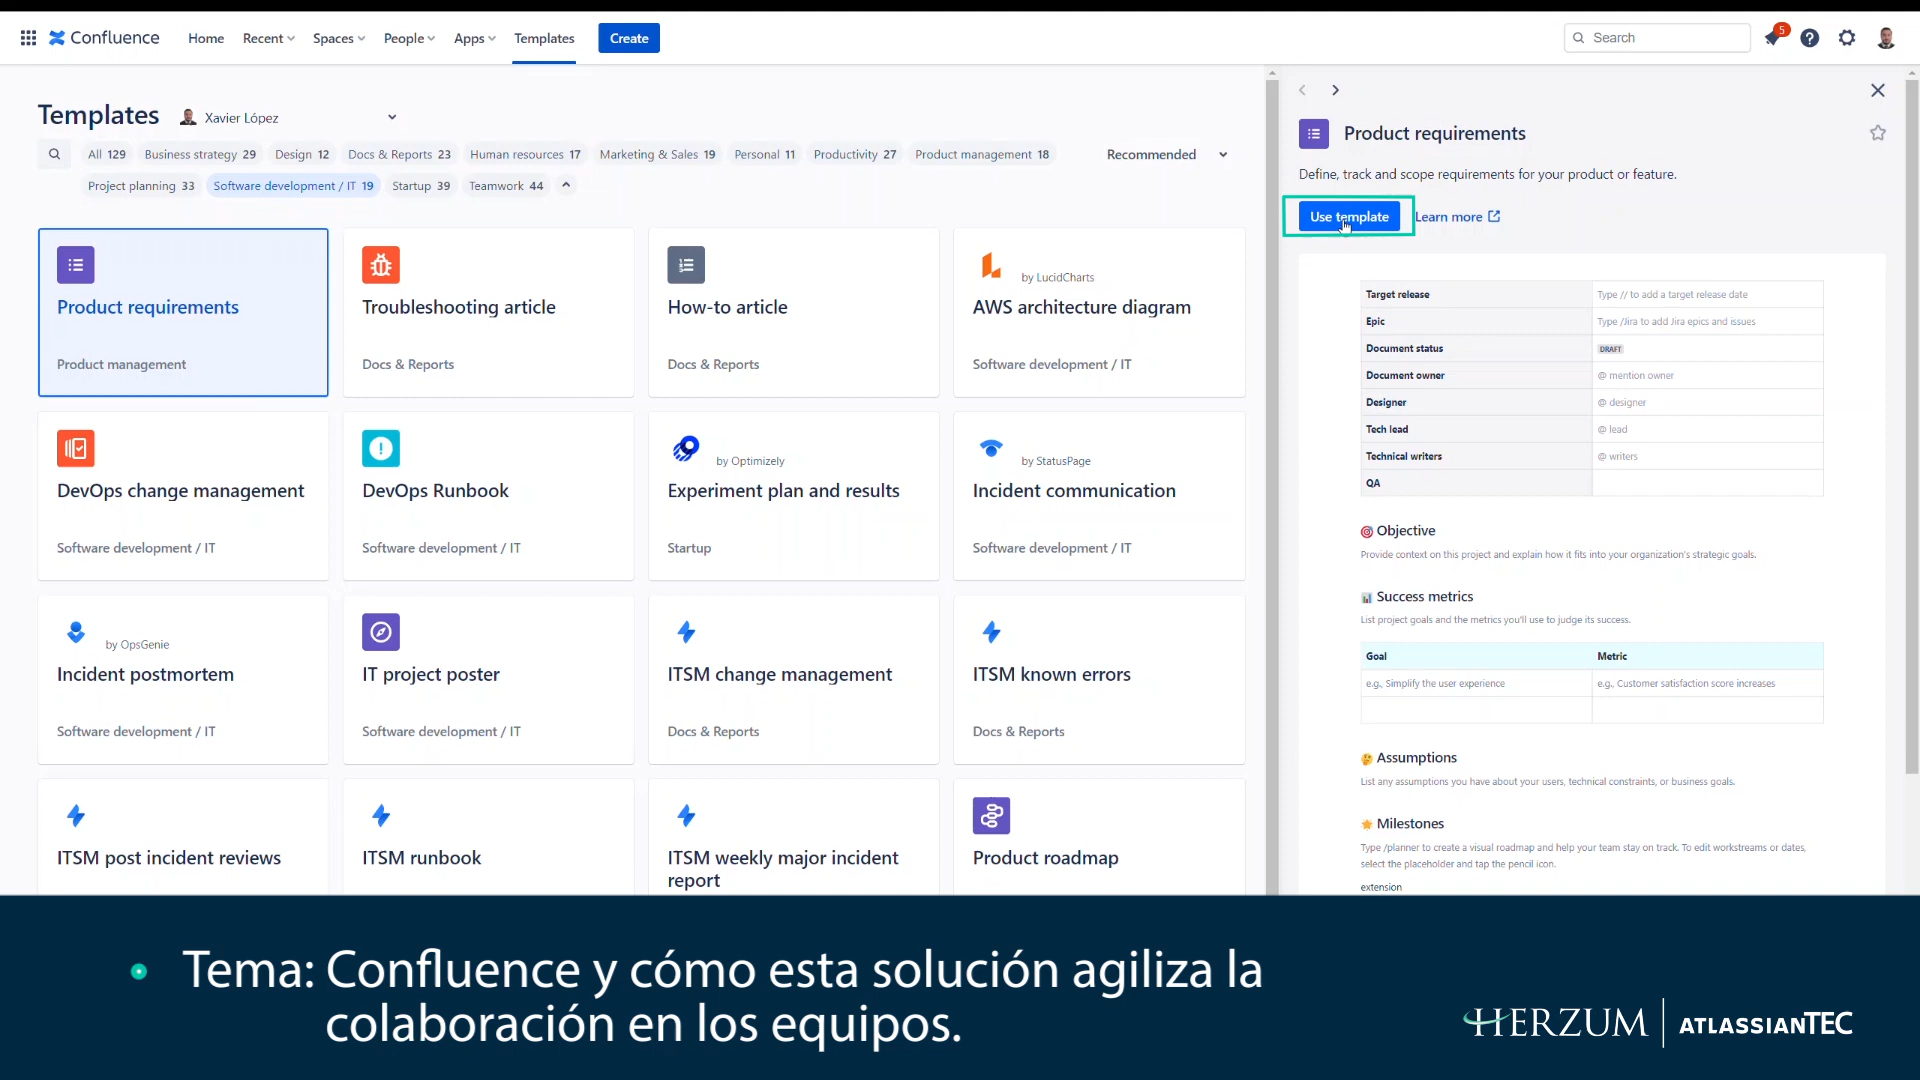 Confluence
Home
Recent
Spaces
People
Apps
Templates
Create
Search
5
Templates
Xavier López
All 129
Business strategy 29
Design 12
Docs & Reports 23
Human resources 17
Marketing & Sales 19
Personal 11
Productivity 27
Product management 18
Recommended
Project planning 33
Software development / IT 19
Startup 39
Teamwork 44
Product requirements
Product management
Troubleshooting article
Docs & Reports
How-to article
Docs & Reports
by LucidCharts
AWS architecture diagram
Software development / IT
DevOps change management
Software development / IT
DevOps Runbook
Software development / IT
by Optimizely
Experiment plan and results
Startup
by StatusPage
Incident communication
Software development / IT
by OpsGenie
Incident postmortem
Software development / IT
IT project poster
Software development / IT
ITSM change management
Docs & Reports
ITSM known errors
Docs & Reports
ITSM post incident reviews
ITSM runbook
ITSM weekly major incident
report
Product roadmap
Product requirements
Define, track and scope requirements for your product or feature.
Use template
Learn more
Target release
Type // to add a target release date
Epic
Type /Jira to add Jira epics and issues
Document status
DRAFT
Document owner
@ mention owner
Designer
@ designer
Tech lead
@ lead
Technical writers
@ writers
QA
Objective
Provide context on this project and explain how it fits into your organization's strategic goals.
Success metrics
List project goals and the metrics you'll use to judge its success.
Goal
Metric
e.g., Simplify the user experience
e.g., Customer satisfaction score increases
Assumptions
List any assumptions you have about your users, technical constraints, or business goals.
Milestones
Type /planner to create a visual roadmap and help your team stay on track. To edit workstreams or dates,
select the placeholder and tap the pencil icon.
extension
Tema: Confluence y cómo esta solución agiliza la
colaboración en los equipos.
HERZUM
ATLASSIANTEC